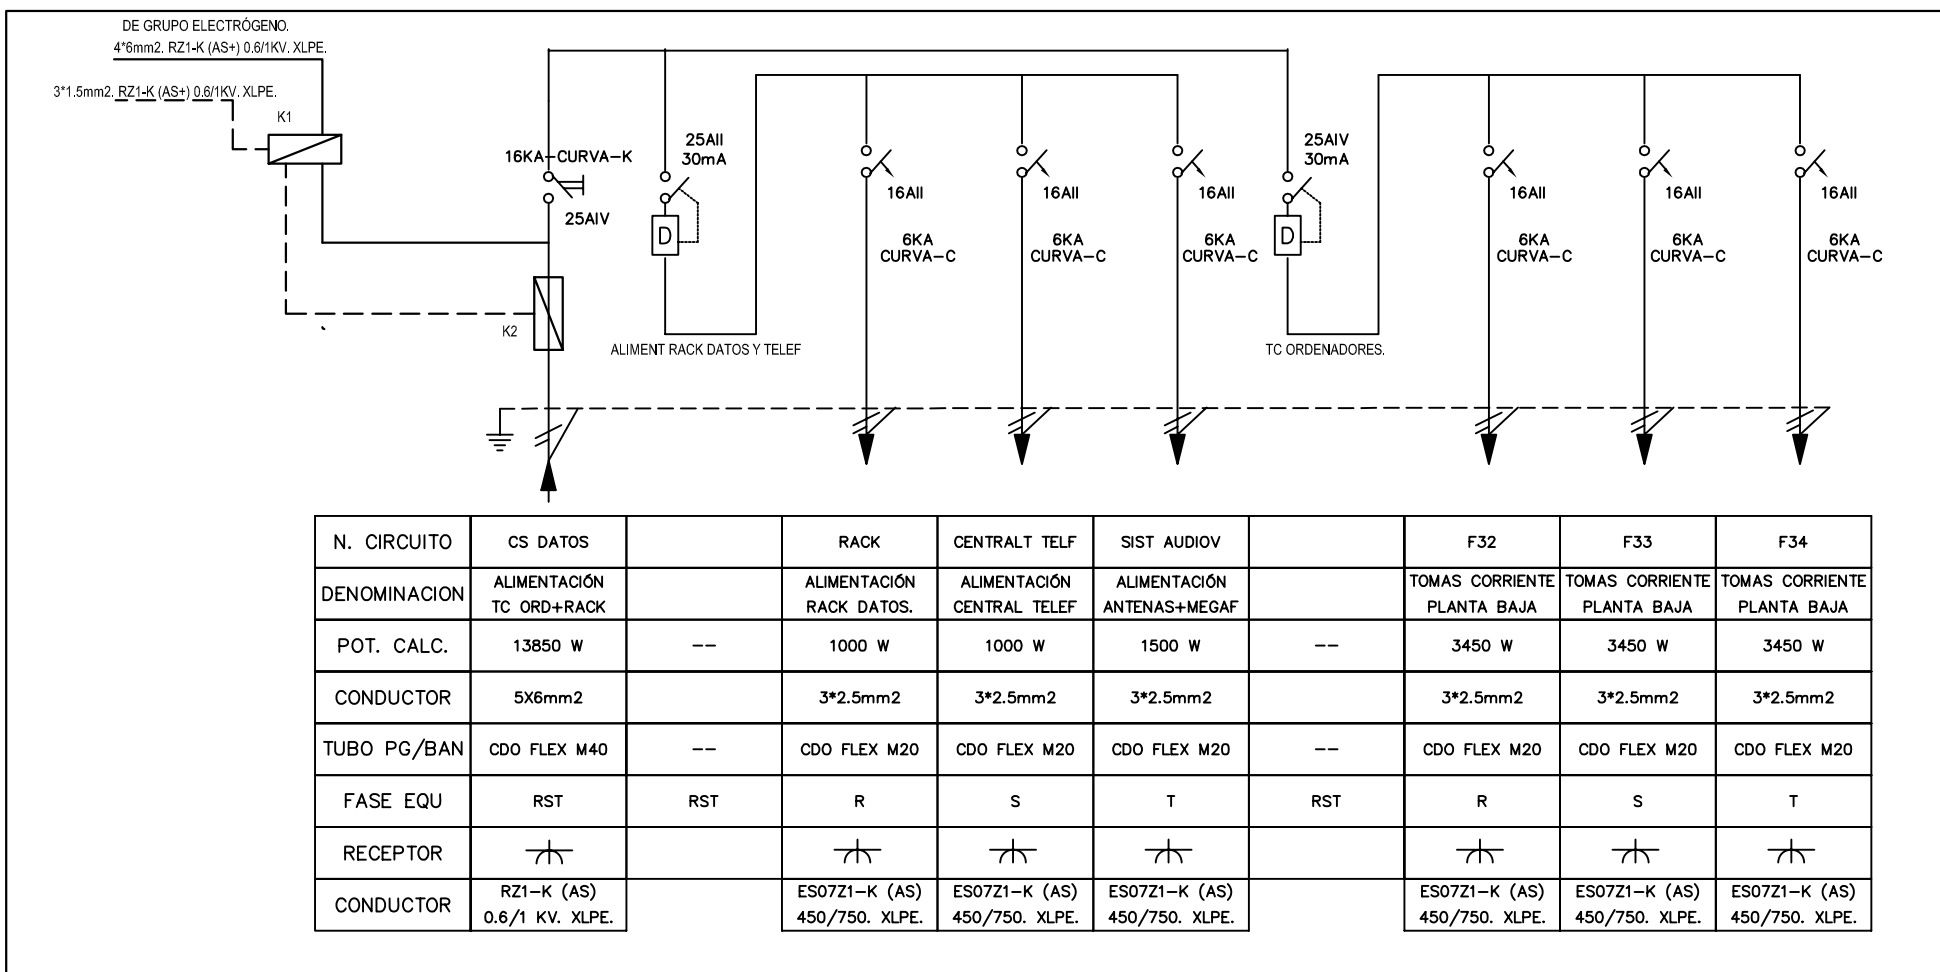 DE GRUPO ELECTRÓGENO.
4*6mm2. RZ1-K (AS+) 0.6/1KV. XLPE.
3*1.5mm2. RZ1-K (AS+) 0.6/1KV. XLPE.
K1
16KA-CURVA-K
25AIV
K2
25AII
30mA
D
ALIMENT RACK DATOS Y TELEF
16AII
6KA
CURVA-C
16AII
6KA
CURVA-C
16AII
6KA
CURVA-C
25AIV
30mA
D
TC ORDENADORES.
16AII
6KA
CURVA-C
16AII
6KA
CURVA-C
16AII
6KA
CURVA-C
N. CIRCUITO CS DATOS RACK CENTRALT TELF SIST AUDIOV F32 F33 F34
DENOMINACION ALIMENTACIÓN ALIMENTACIÓN ALIMENTACIÓN ALIMENTACIÓN TOMAS CORRIENTE TOMAS CORRIENTE TOMAS CORRIENTE
TC ORD+RACK RACK DATOS. CENTRAL TELEF ANTENAS+MEGAF PLANTA BAJA PLANTA BAJA PLANTA BAJA
POT. CALC. 13850 W -- 1000 W 1000 W 1500 W -- 3450 W 3450 W 3450 W
CONDUCTOR 5X6mm2 3*2.5mm2 3*2.5mm2 3*2.5mm2 3*2.5mm2 3*2.5mm2 3*2.5mm2
TUBO PG/BAN CDO FLEX M40 -- CDO FLEX M20 CDO FLEX M20 CDO FLEX M20 -- CDO FLEX M20 CDO FLEX M20 CDO FLEX M20
FASE EQU RST RST R S T RST R S T
RECEPTOR
CONDUCTOR RZ1-K (AS) ES07Z1-K (AS) ES07Z1-K (AS) ES07Z1-K (AS) ES07Z1-K (AS) ES07Z1-K (AS) ES07Z1-K (AS)
0.6/1 KV. XLPE. 450/750. XLPE. 450/750. XLPE. 450/750. XLPE. 450/750. XLPE. 450/750. XLPE. 450/750. XLPE.